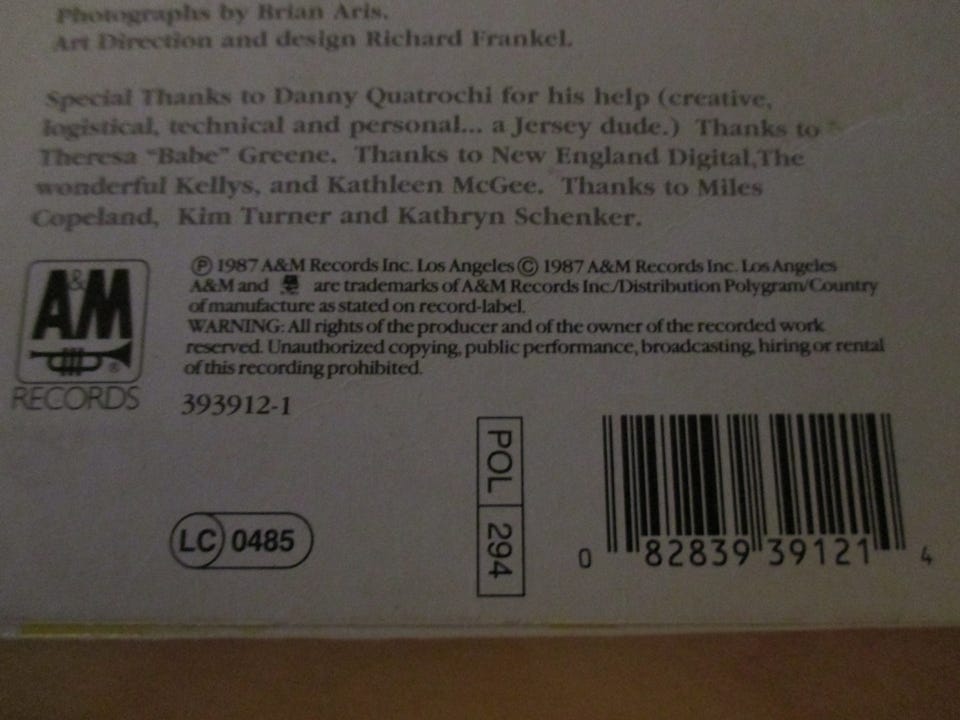 Photographs by Brian Aris.
Art Direction and design Richard Frankel.
Special Thanks to Danny Quatrochi for his help (creative,
logistical, technical and personal... a Jersey dude.) Thanks to
Theresa "Babe" Greene. Thanks to New England Digital,The
wonderful Kellys, and Kathleen McGee. Thanks to Miles
Copeland, Kim Turner and Kathryn Schenker.
A&M ®
RECORDS
Ⓟ 1987 A&M Records Inc. Los Angeles © 1987 A&M Records Inc. Los Angeles
A&M and are trademarks of A&M Records Inc./Distribution Polygram/Country
of manufacture as stated on record-label.
WARNING: All rights of the producer and of the owner of the recorded work
reserved. Unauthorized copying, public performance, broadcasting, hiring or rental
of this recording prohibited.
393912-1
LC 0485
POL 294
0 82839 39121 4